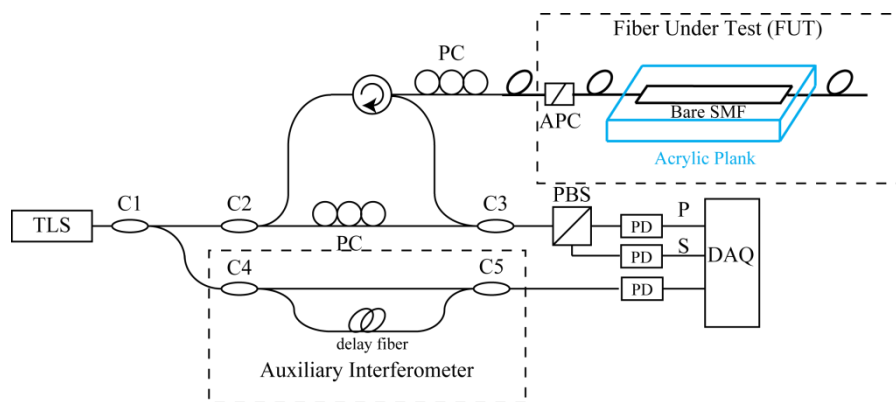 Fiber Under Test (FUT)
PC
APC
Bare SMF
Acrylic Plank
C1
C2
C3
PBS
P
TLS
PC
PD
S
DAQ
PD
C4
C5
PD
delay fiber
Auxiliary Interferometer